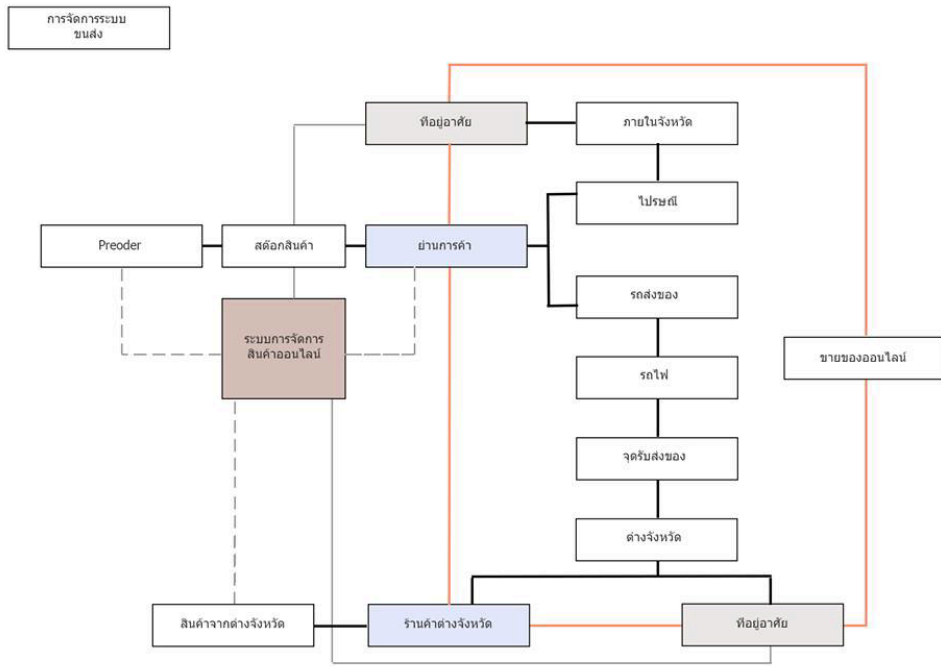 การจัดการระบบ
ขนส่ง
ที่อยู่อาศัย
ภายในจังหวัด
ไปรษณี
Preoder
สต๊อกสินค้า
ย่านการค้า
รถส่งของ
ระบบการจัดการ
สินค้าออนไลน์
ขายของออนไลน์
รถไฟ
จุดรับส่งของ
ต่างจังหวัด
สินค้าจากต่างจังหวัด
ร้านค้าต่างจังหวัด
ที่อยู่อาศัย